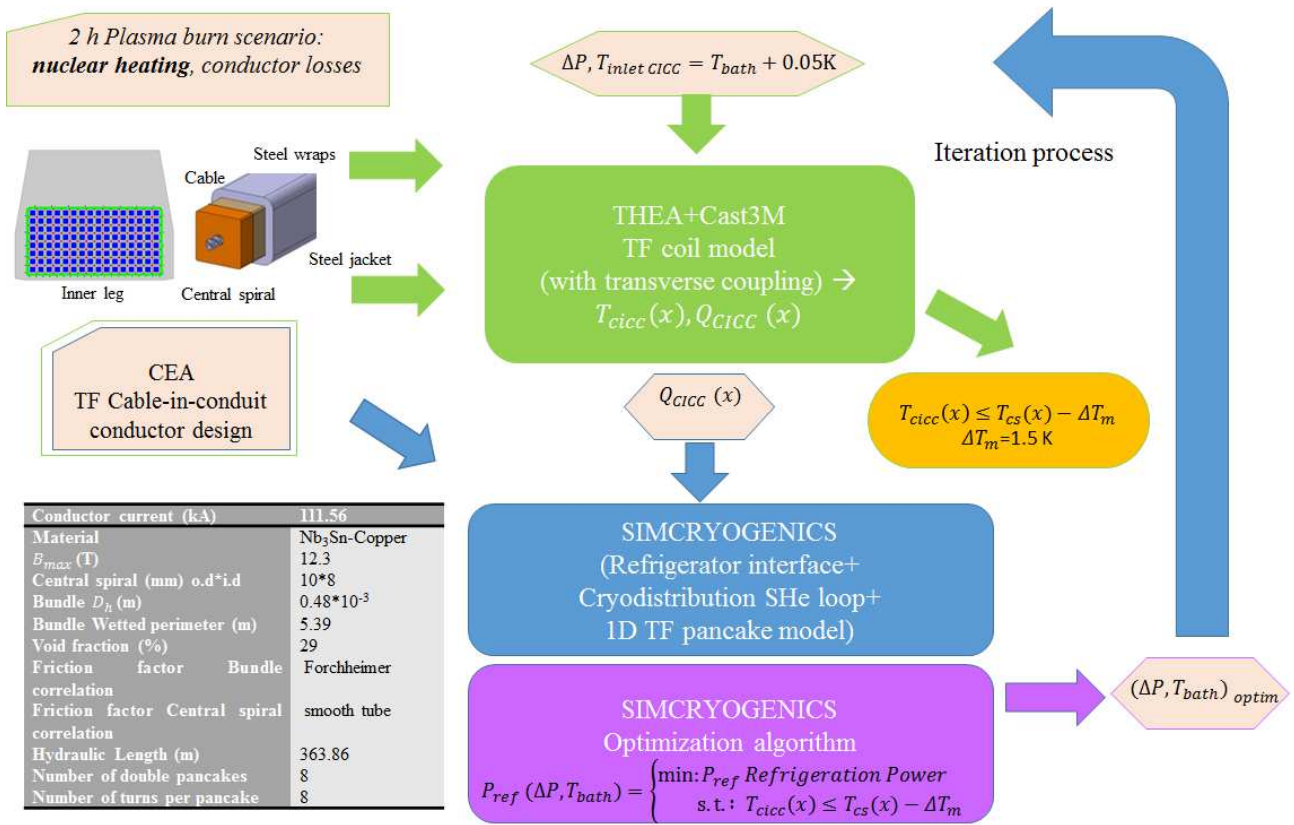 2 h Plasma burn scenario:
nuclear heating, conductor losses
ΔP, T_inlet CICC = T_bath + 0.05K
Iteration process
Steel wraps
Cable
Steel jacket
Inner leg
Central spiral
THEA+Cast3M
TF coil model
(with transverse coupling) →
T_cicc(x), Q_CICC (x)
CEA
TF Cable-in-conduit
conductor design
Q_CICC (x)
T_cicc(x) ≤ T_cs(x) − ΔT_m
ΔT_m=1.5 K
Conductor current (kA) 111.56
Material Nb₃Sn-Copper
B_max (T) 12.3
Central spiral (mm) o.d*i.d 10*8
Bundle D_h (m) 0.48*10⁻³
Bundle Wetted perimeter (m) 5.39
Void fraction (%) 29
Friction factor Bundle Forchheimer
correlation
Friction factor Central spiral smooth tube
correlation
Hydraulic Length (m) 363.86
Number of double pancakes 8
Number of turns per pancake 8
SIMCRYOGENICS
(Refrigerator interface+
Cryodistribution SHe loop+
1D TF pancake model)
SIMCRYOGENICS
Optimization algorithm
P_ref (ΔP, T_bath) = { min: P_ref Refrigeration Power
s.t.: T_cicc(x) ≤ T_cs(x) − ΔT_m
(ΔP, T_bath) optim